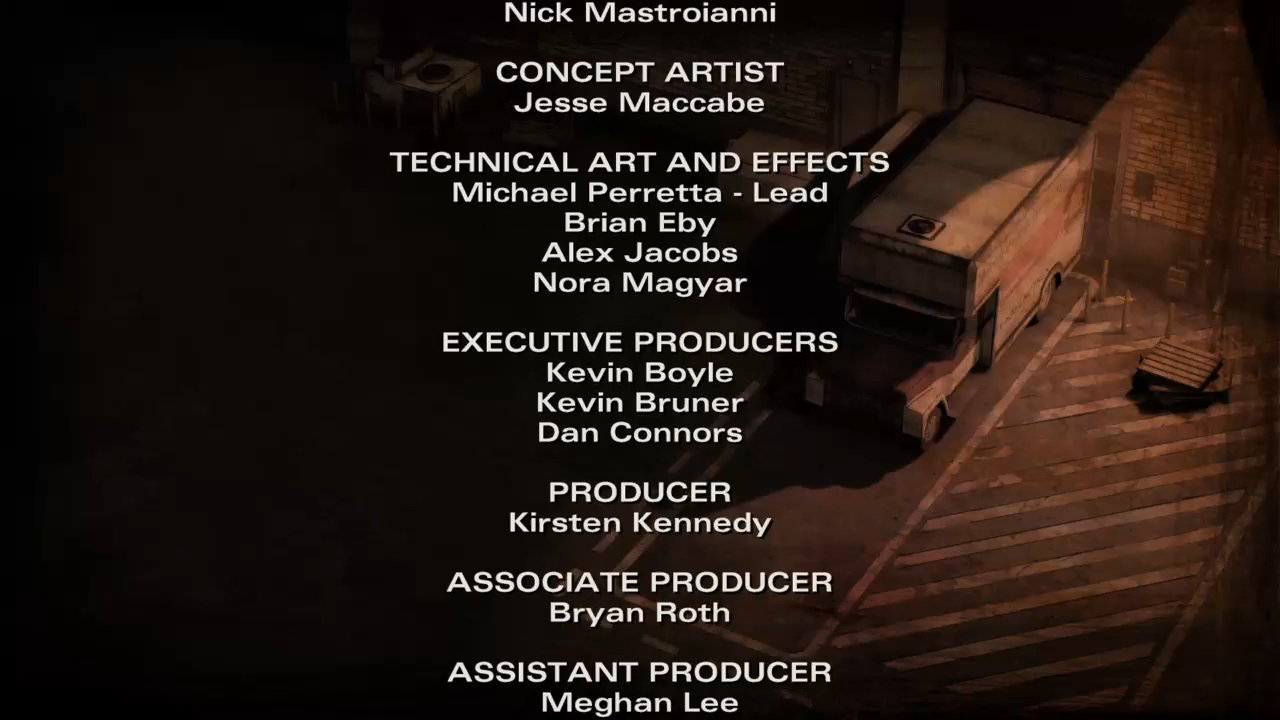 Nick Mastroianni
CONCEPT ARTIST
Jesse Maccabe
TECHNICAL ART AND EFFECTS
Michael Perretta - Lead
Brian Eby
Alex Jacobs
Nora Magyar
EXECUTIVE PRODUCERS
Kevin Boyle
Kevin Bruner
Dan Connors
PRODUCER
Kirsten Kennedy
ASSOCIATE PRODUCER
Bryan Roth
ASSISTANT PRODUCER
Meghan Lee